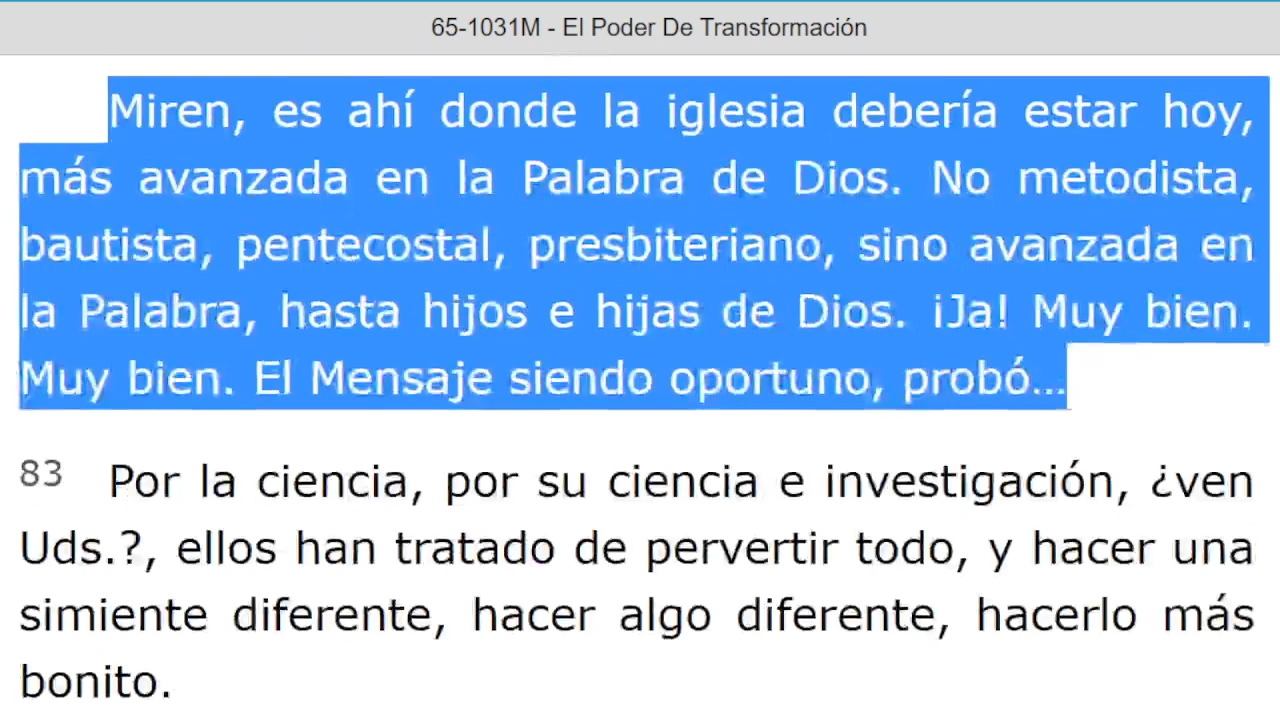 65-1031M - El Poder De Transformación
Miren, es ahí donde la iglesia debería estar hoy,
más avanzada en la Palabra de Dios. No metodista,
bautista, pentecostal, presbiteriano, sino avanzada en
la Palabra, hasta hijos e hijas de Dios. ¡Ja! Muy bien.
Muy bien. El Mensaje siendo oportuno, probó...
83 Por la ciencia, por su ciencia e investigación, ¿ven
Uds.?, ellos han tratado de pervertir todo, y hacer una
simiente diferente, hacer algo diferente, hacerlo más
bonito.